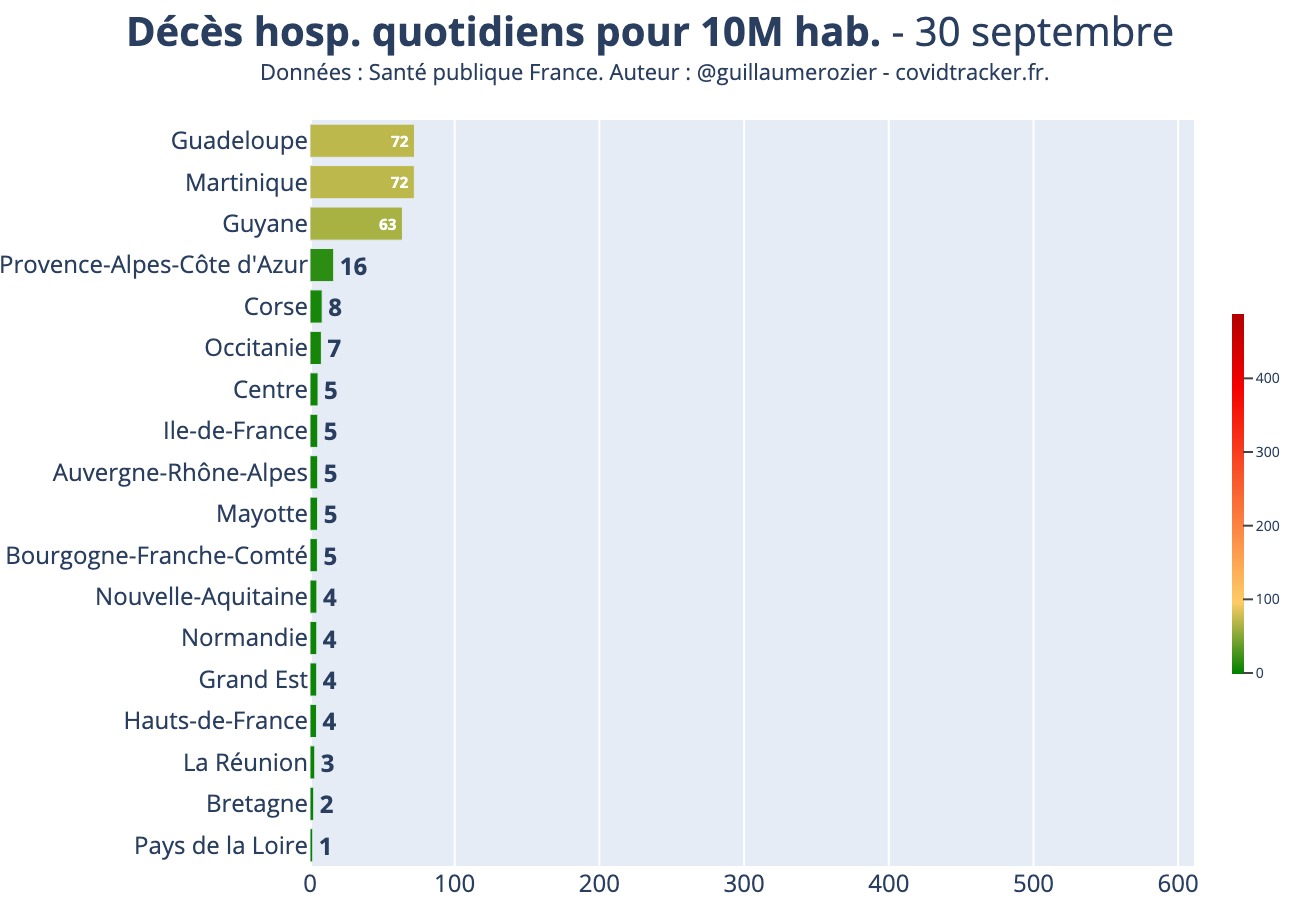 Décès hosp. quotidiens pour 10M hab. - 30 septembre
Données : Santé publique France. Auteur : @guillaumerozier - covidtracker.fr.
Guadeloupe 72
Martinique 72
Guyane 63
Provence-Alpes-Côte d'Azur 16
Corse 8
Occitanie 7
Centre 5
Ile-de-France 5
Auvergne-Rhône-Alpes 5
Mayotte 5
Bourgogne-Franche-Comté 5
Nouvelle-Aquitaine 4
Normandie 4
Grand Est 4
Hauts-de-France 4
La Réunion 3
Bretagne 2
Pays de la Loire 1
0 100 200 300 400 500 600
400
300
200
100
0